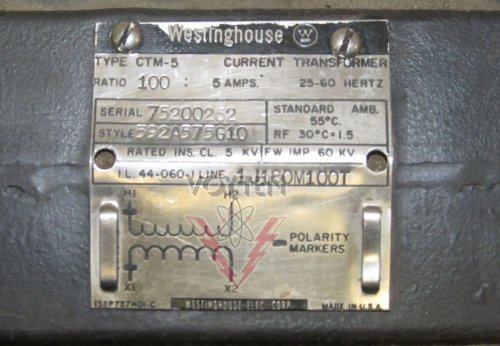 Westinghouse W
TYPE CTM-5 CURRENT TRANSFORMER
RATIO 100 : 5 AMPS. 25-60 HERTZ
SERIAL 75200262
STANDARD AMB.
55°C.
STYLE 592A575G10
RF 30°C=1.5
RATED INS. CL. 5 KV FW IMP 60 KV
I.L. 44-060-1 LINE
VOYTEN
H1 H2
POLARITY
MARKERS
X1 X2
WESTINGHOUSE ELEC. CORP.
MADE IN U.S.A.